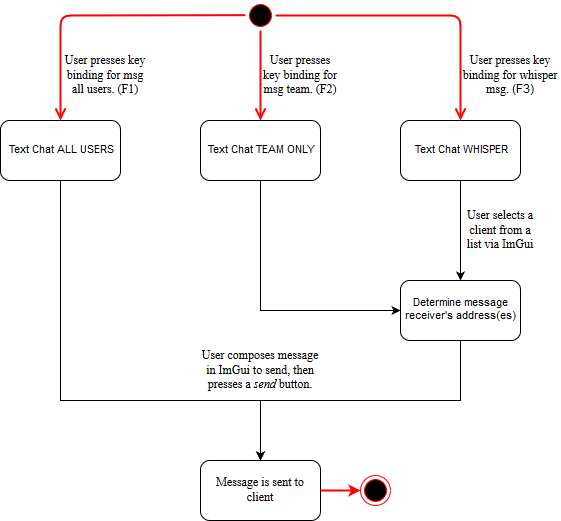 User presses key
binding for msg
all users. (F1)
User presses
key binding for
msg team. (F2)
User presses key
binding for whisper
msg. (F3)
Text Chat ALL USERS
Text Chat TEAM ONLY
Text Chat WHISPER
User selects a
client from a
list via ImGui
Determine message
receiver's address(es)
User composes message
in ImGui to send, then
presses a send button.
Message is sent to
client